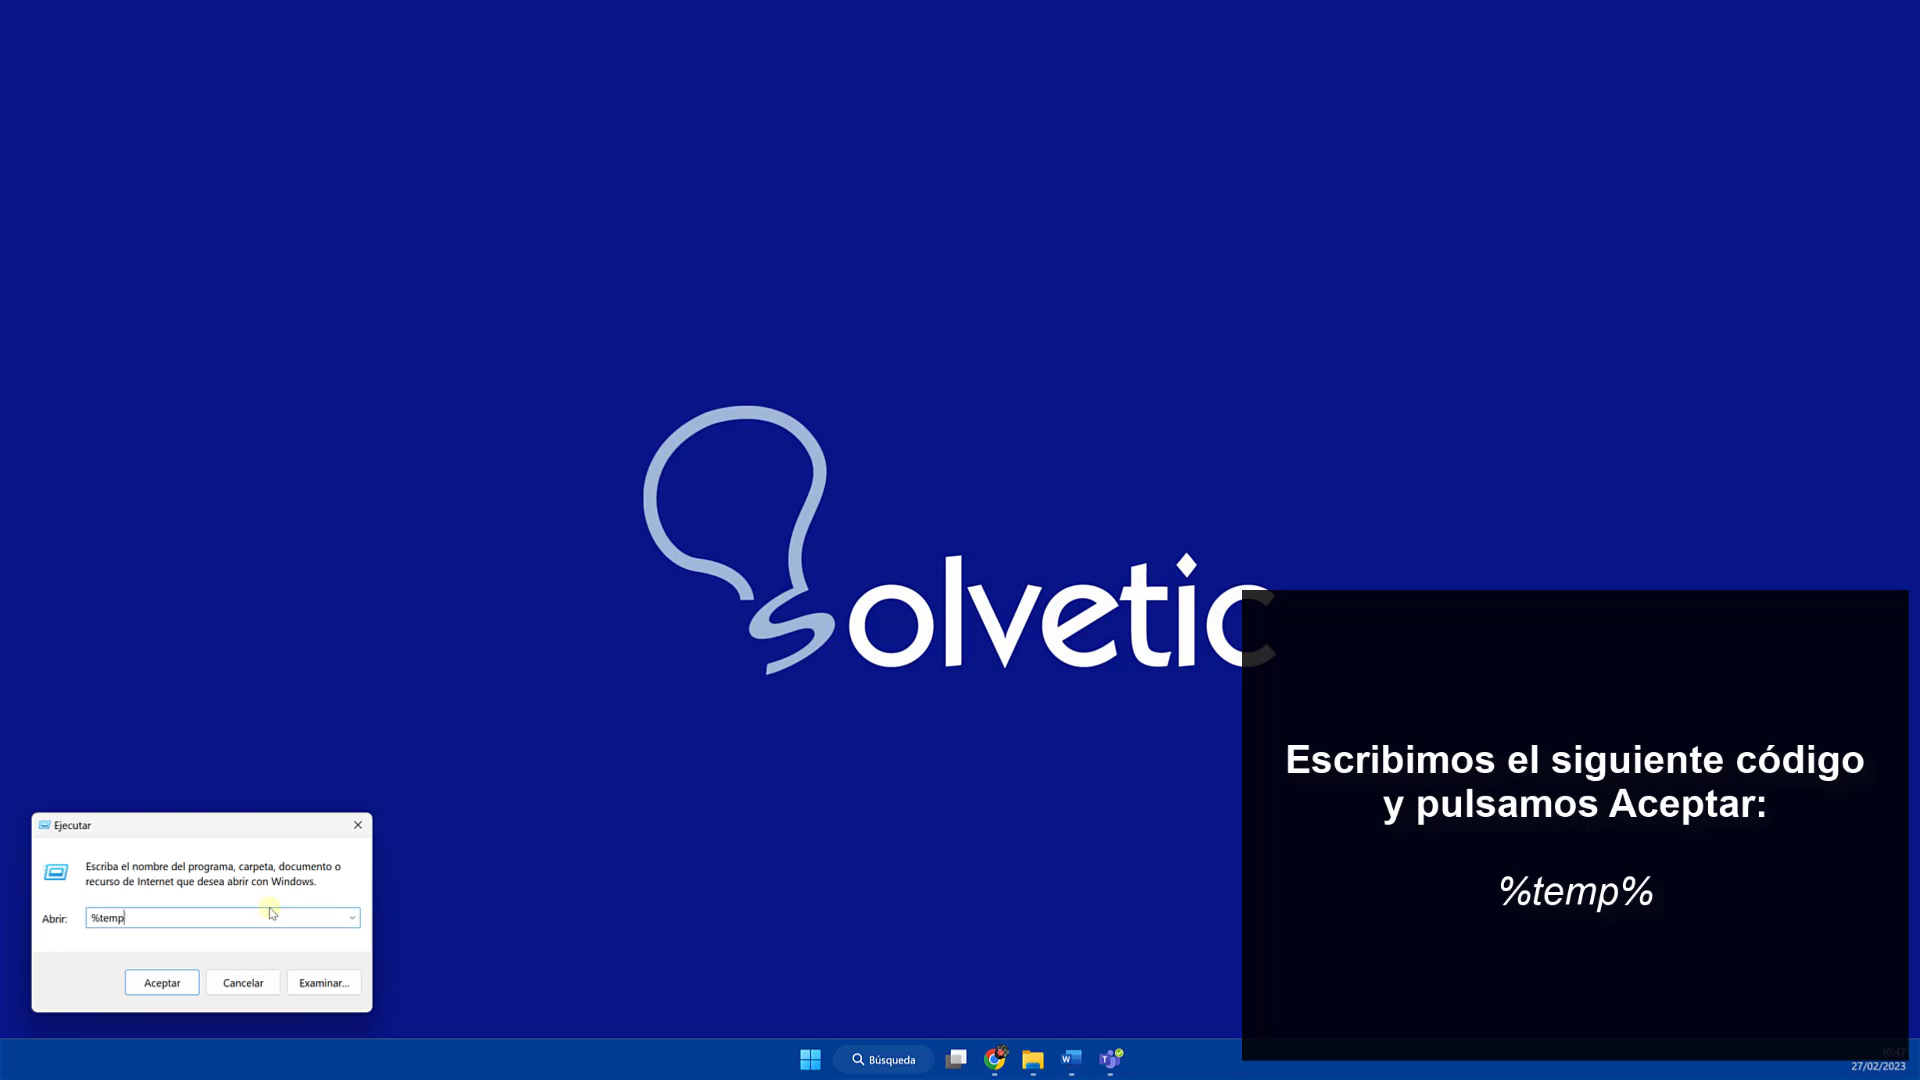 solvetic
Escribimos el siguiente código
y pulsamos Aceptar:
%temp%
Ejecutar
Escriba el nombre del programa, carpeta, documento o
recurso de Internet que desea abrir con Windows.
Abrir:
%temp
Aceptar
Cancelar
Examinar...
Búsqueda
27/02/2023